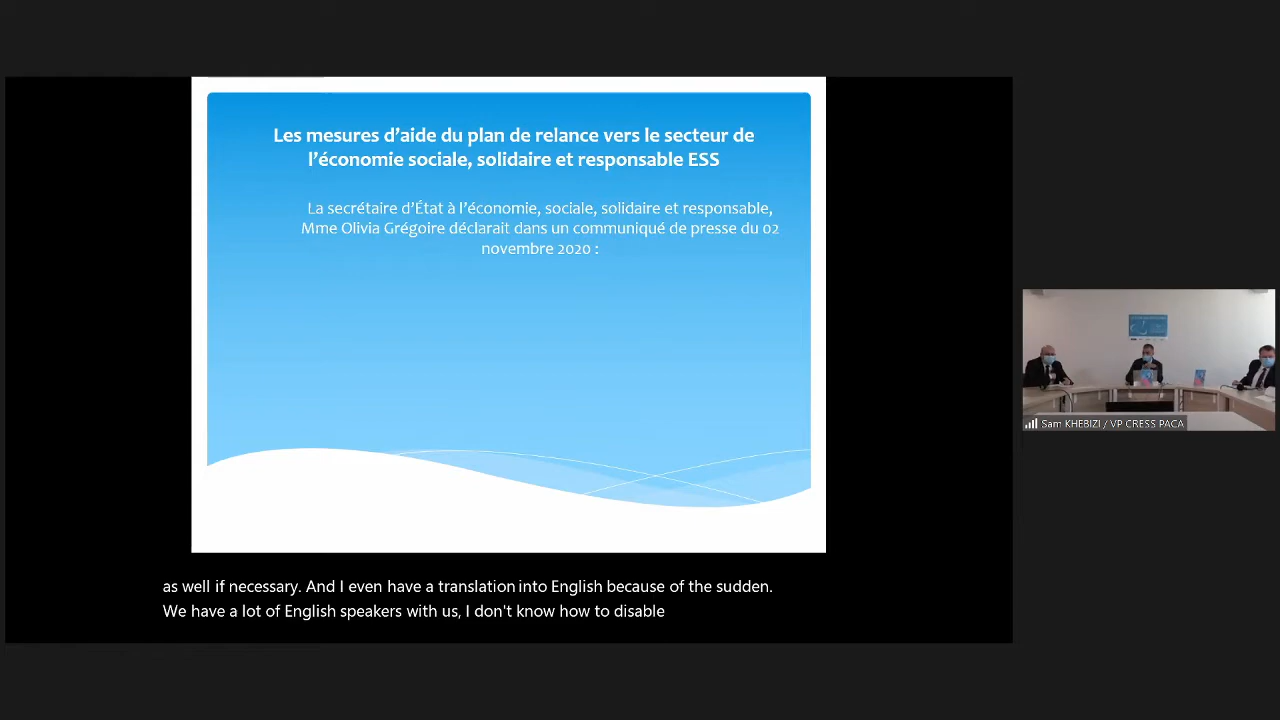 Les mesures d’aide du plan de relance vers le secteur de
l’économie sociale, solidaire et responsable ESS
La secrétaire d’État à l’économie, sociale, solidaire et responsable,
Mme Olivia Grégoire déclarait dans un communiqué de presse du 02
novembre 2020 :
as well if necessary. And I even have a translation into English because of the sudden.
We have a lot of English speakers with us, I don't know how to disable
Sam KHEBIZI / VP CRESS PACA